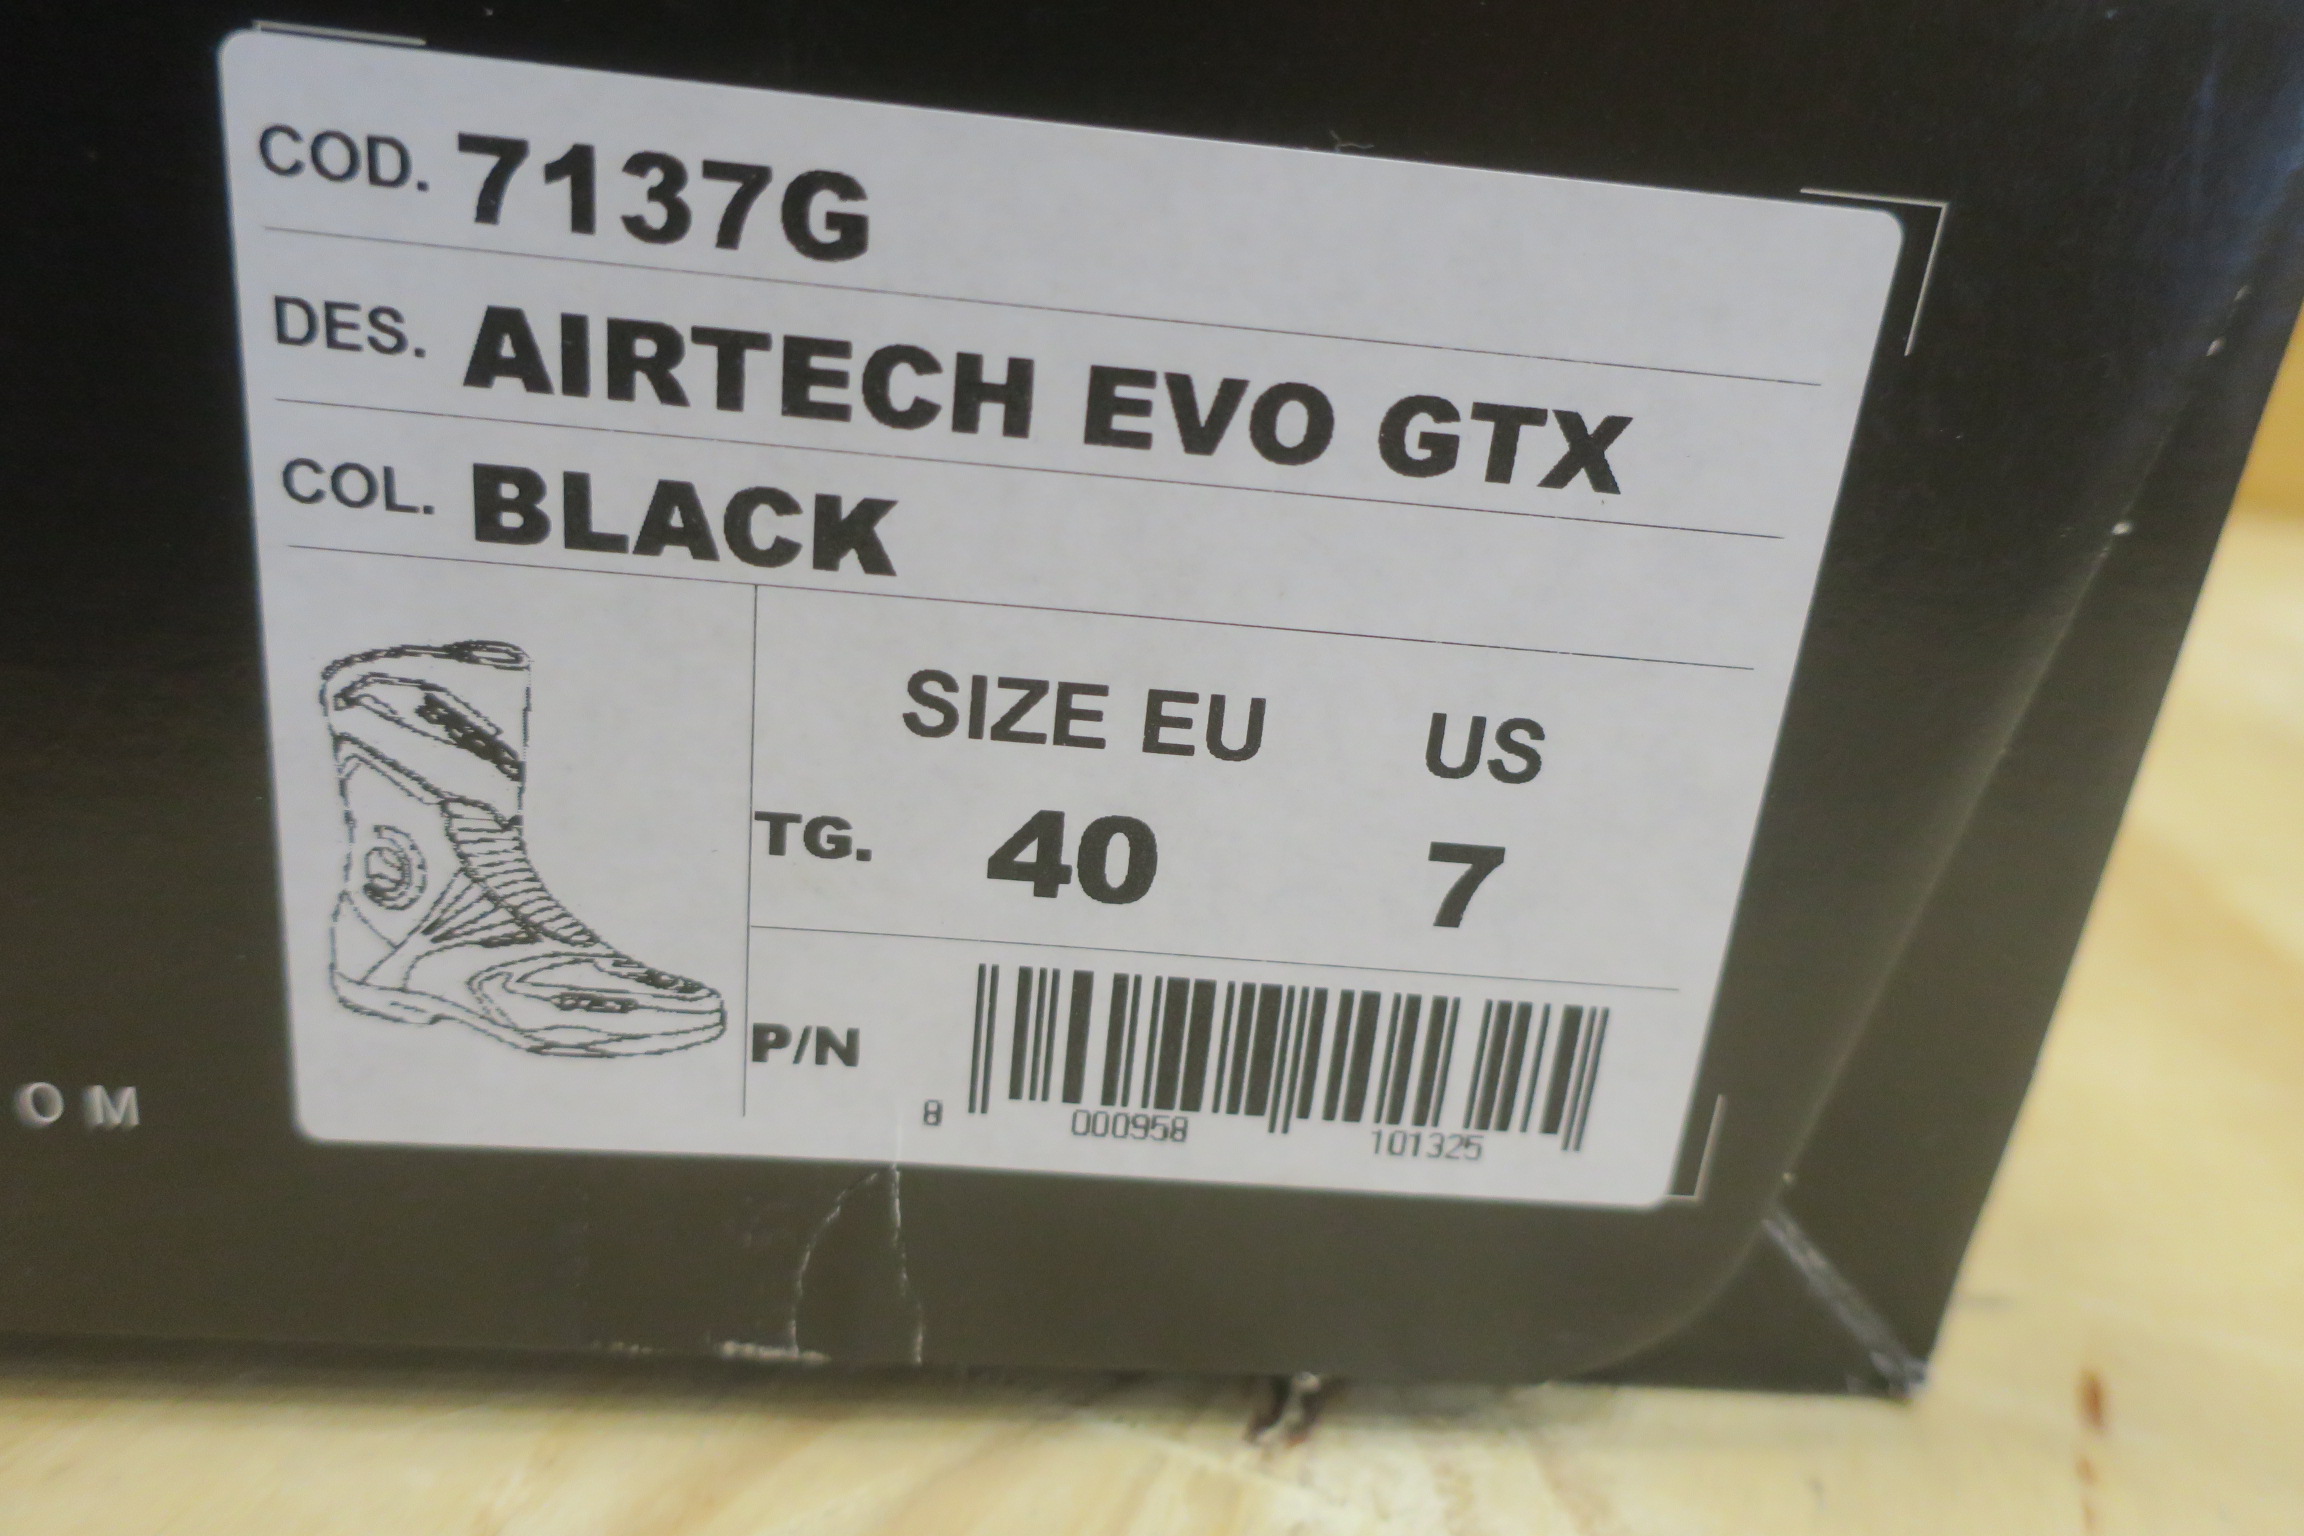 COD. 7137G
DES. AIRTECH EVO GTX
COL. BLACK
SIZE EU US
TG. 40 7
P/N
8 000958 101325
OM